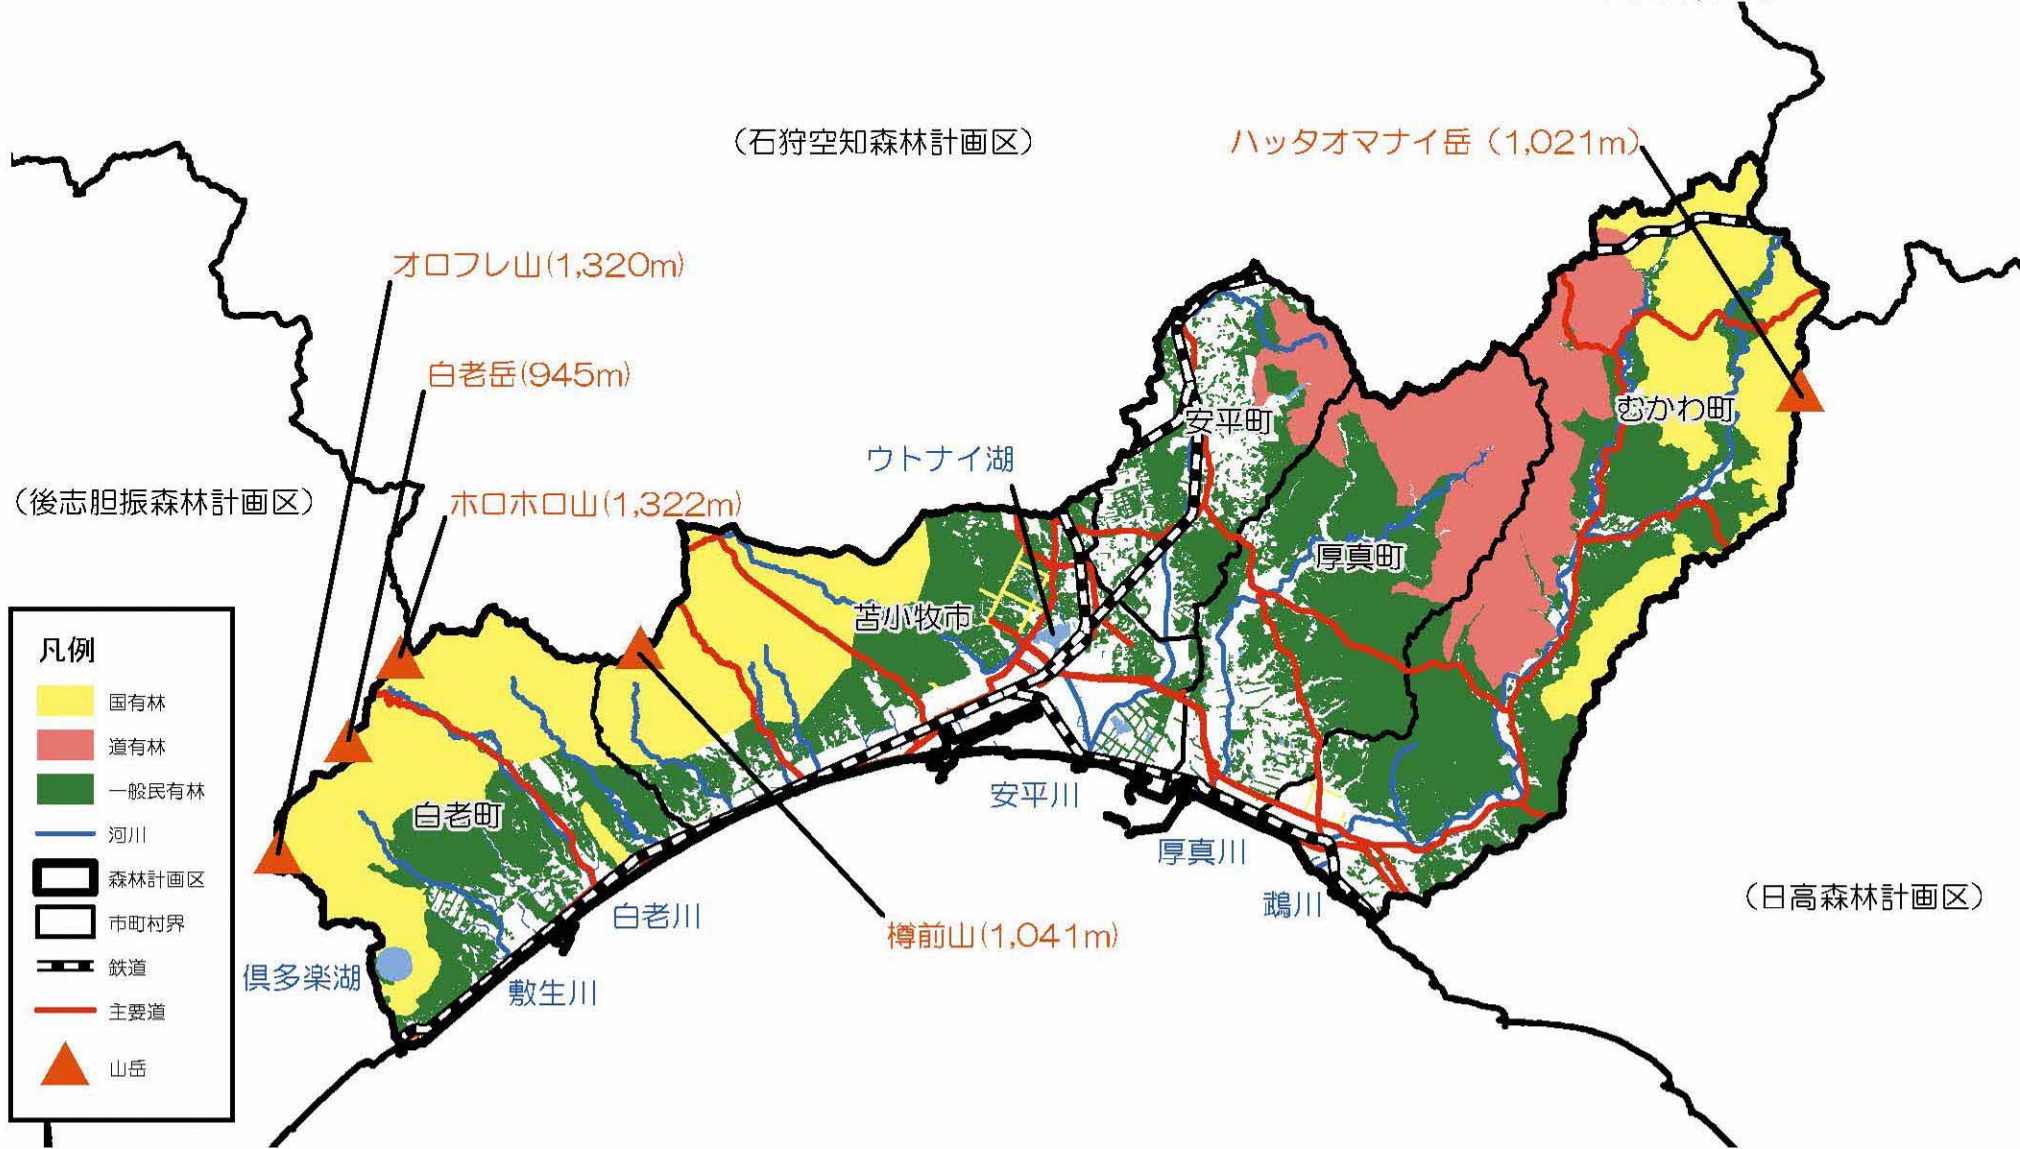 (石狩空知森林計画区)
ハッタオマナイ岳(1,021m)
オロフレ山(1,320m)
白老岳(945m)
ウトナイ湖
安平町
むかわ町
(後志胆振森林計画区)
ホロホロ山(1,322m)
厚真町
苫小牧市
白老町
安平川
厚真川
鵡川
(日高森林計画区)
白老川
樽前山(1,041m)
倶多楽湖
敷生川
凡例
国有林
道有林
一般民有林
河川
森林計画区
市町村界
鉄道
主要道
山岳